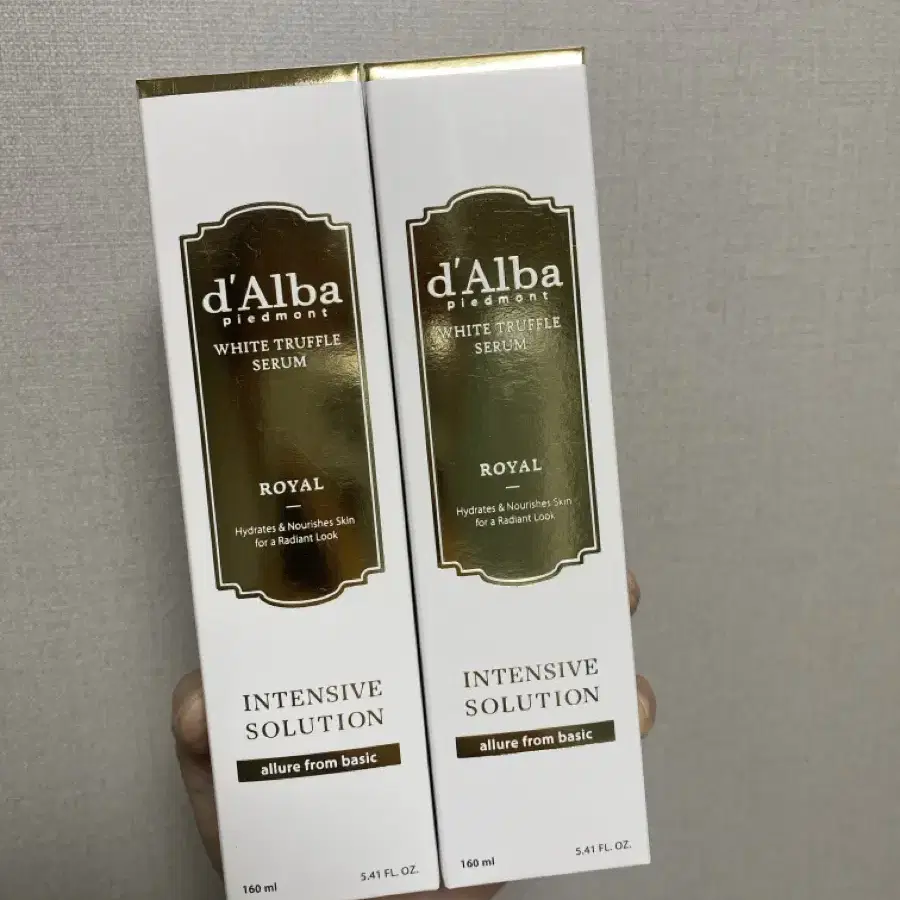 d'Alba
piedmont
WHITE TRUFFLE
SERUM
ROYAL
Hydrates & Nourishes Skin
for a Radiant Look
INTENSIVE
SOLUTION
allure from basic
160 ml 5.41 FL. OZ.
d'Alba
piedmont
WHITE TRUFFLE
SERUM
ROYAL
Hydrates & Nourishes Skin
for a Radiant Look
INTENSIVE
SOLUTION
allure from basic
160 ml 5.41 FL. OZ.